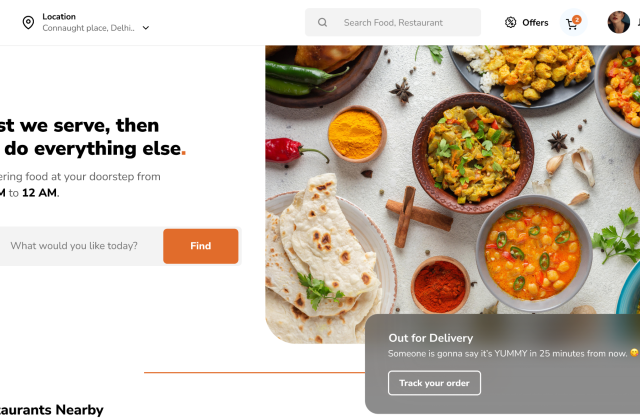 Location
Connaught place, Delhi..
Search Food, Restaurant
Offers
2
st we serve, then
do everything else.
ering food at your doorstep from
M to 12 AM.
What would you like today?
Find
Out for Delivery
Someone is gonna say it's YUMMY in 25 minutes from now. 😋
Track your order
taurants Nearby